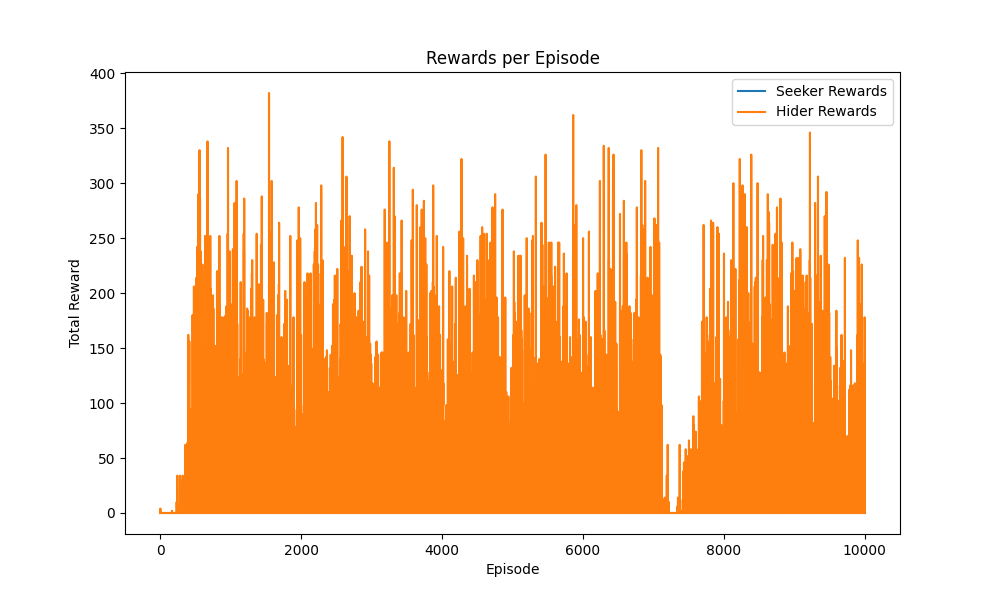 Rewards per Episode
Seeker Rewards
Hider Rewards
Total Reward
400
350
300
250
200
150
100
50
0
0 2000 4000 6000 8000 10000
Episode